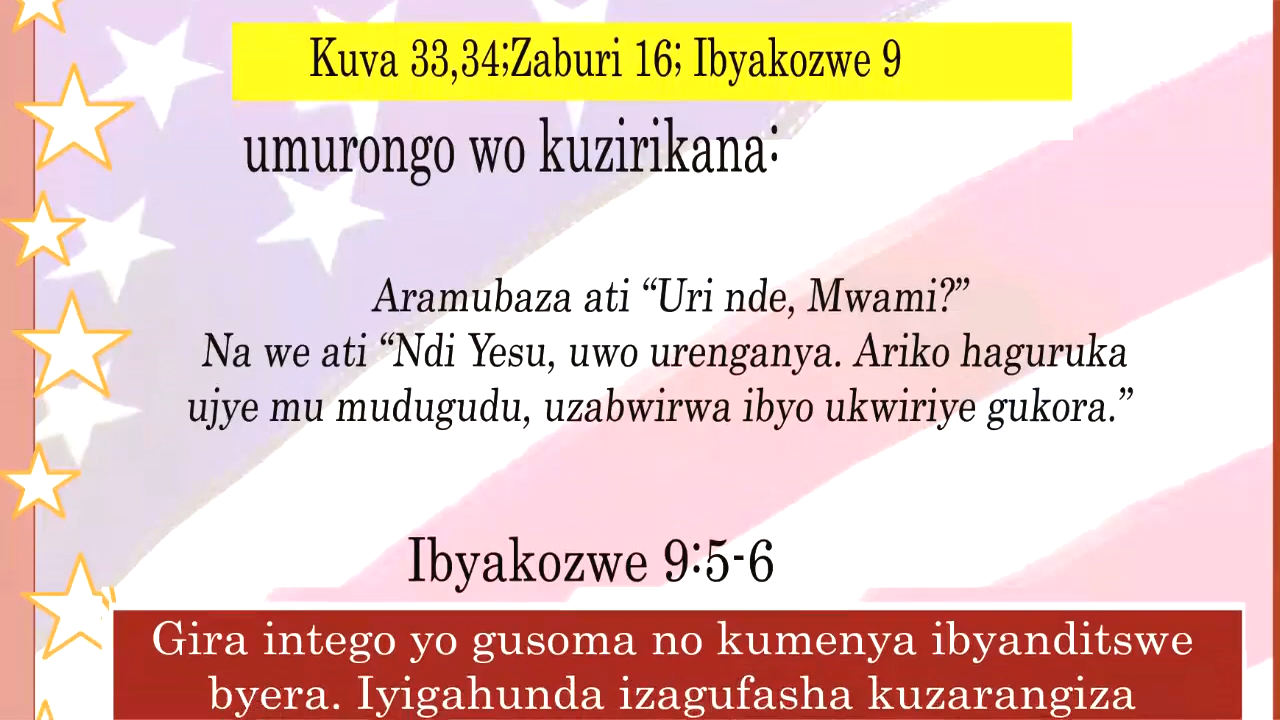 Kuva 33,34;Zaburi 16; Ibyakozwe 9
umurongo wo kuzirikana:
Aramubaza ati “Uri nde, Mwami?”
Na we ati “Ndi Yesu, uwo urenganya. Ariko haguruka
ujye mu mudugudu, uzabwirwa ibyo ukwiriye gukora.”
Ibyakozwe 9:5-6
Gira intego yo gusoma no kumenya ibyanditswe
byera. Iyigahunda izagufasha kuzarangiza